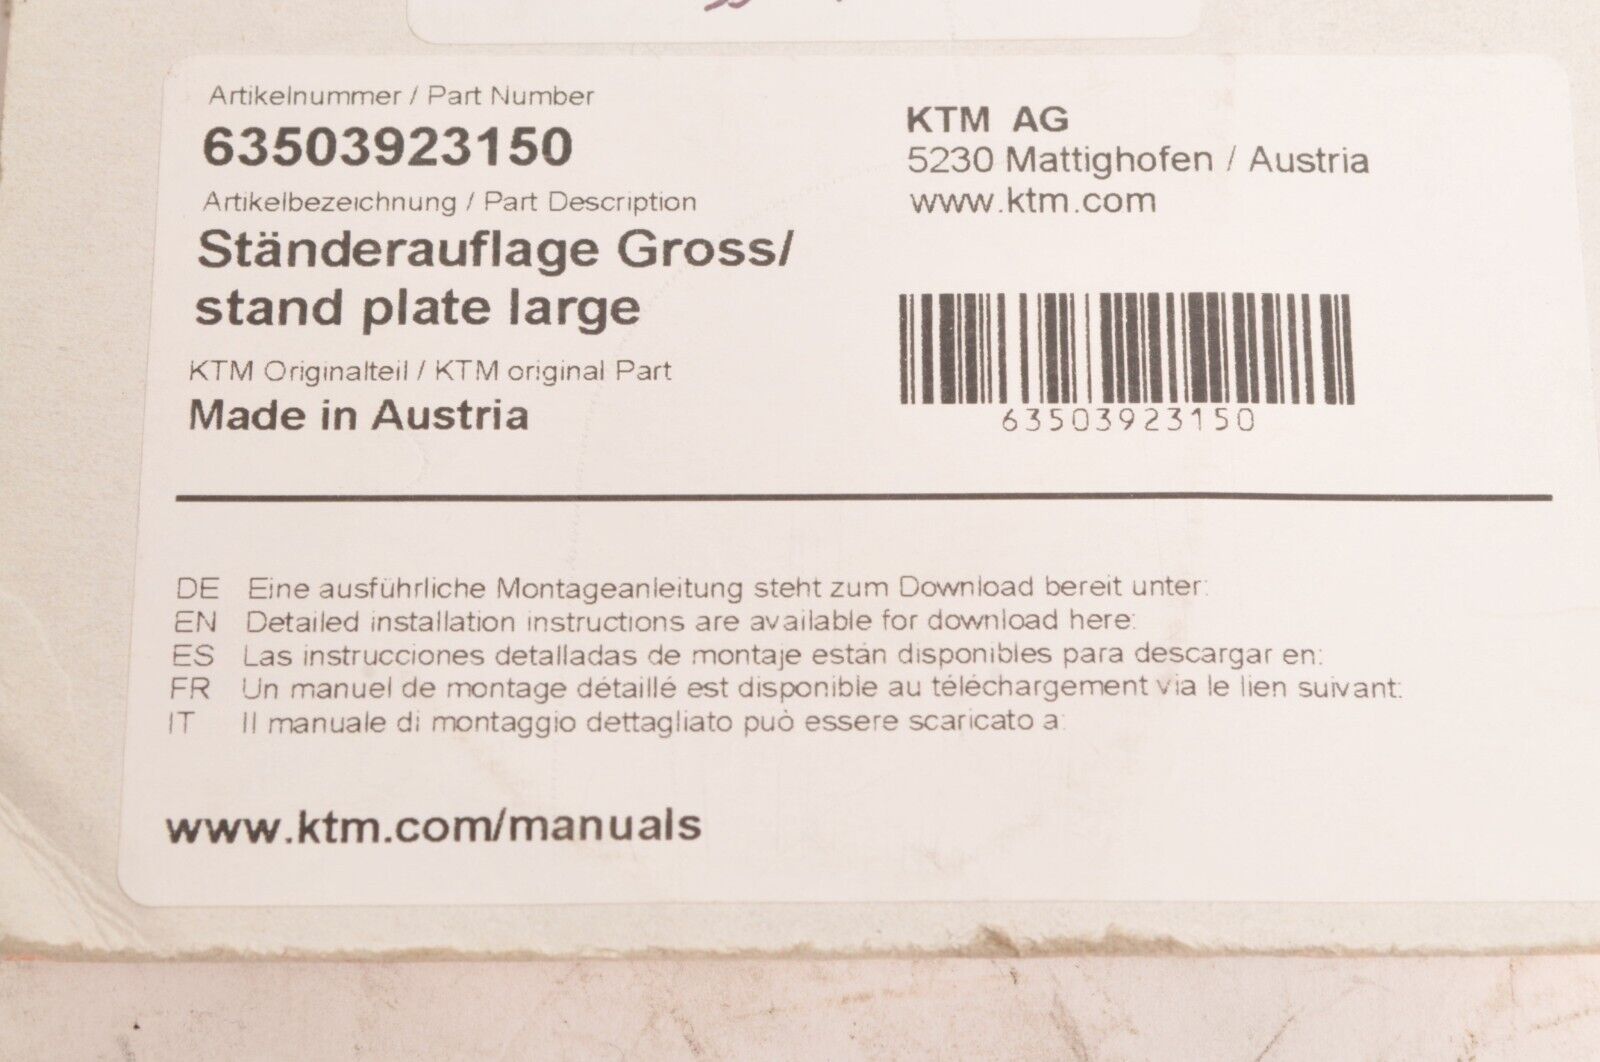 Artikelnummer / Part Number
63503923150
Artikelbezeichnung / Part Description
Ständerauflage Gross/
stand plate large
KTM Originalteil / KTM original Part
Made in Austria
KTM AG
5230 Mattighofen / Austria
www.ktm.com
63503923150
DE Eine ausführliche Montageanleitung steht zum Download bereit unter:
EN Detailed installation instructions are available for download here:
ES Las instrucciones detalladas de montaje están disponibles para descargar en:
FR Un manuel de montage détaillé est disponible au téléchargement via le lien suivant:
IT Il manuale di montaggio dettagliato può essere scaricato a:
www.ktm.com/manuals